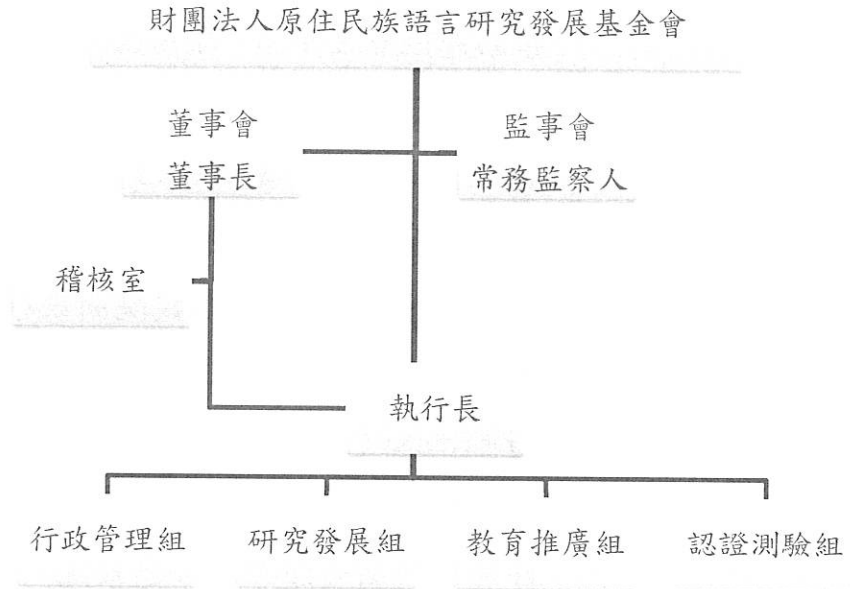 財團法人原住民族語言研究發展基金會
董事會
董事長
監事會
常務監察人
稽核室
執行長
行政管理組
研究發展組
教育推廣組
認證測驗組